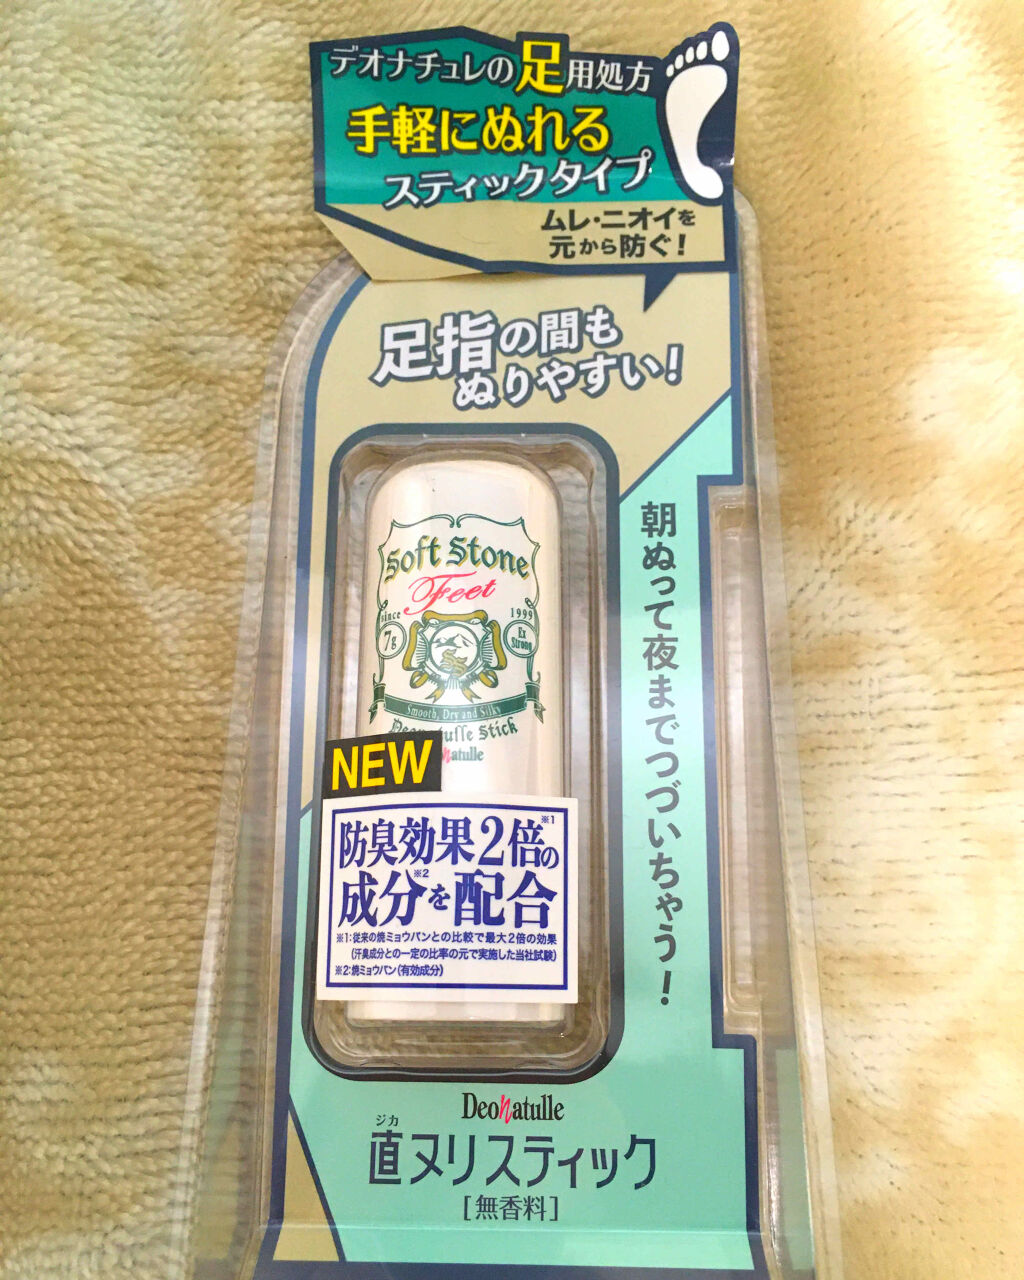 デオナチュレの足用処方
手軽にぬれる
スティックタイプ
ムレ・ニオイを
元から防ぐ!
足指の間も
ぬりやすい!
朝ぬって夜までつづいちゃう!
Soft Stone
Feet
since 1999
7g
Ex
Strong
Smooth, Dry and Silky
Stick
NEW
防臭効果2倍の※1
成分※2を配合
※1:従来の焼ミョウバンとの比較で最大2倍の効果
(汗臭成分との一定の比率の元で実施した当社試験)
※2:焼ミョウバン(有効成分)
Deonatulle
ジカ
直ヌリスティック
[無香料]